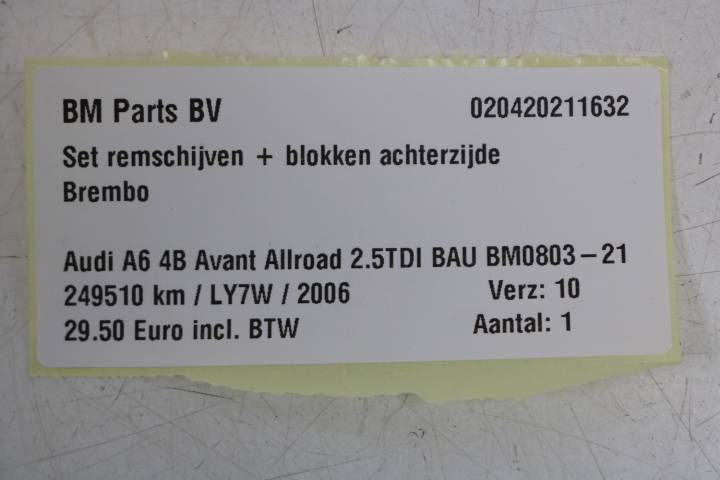 BM Parts BV 020420211632
Set remschijven + blokken achterzijde
Brembo
Audi A6 4B Avant Allroad 2.5TDI BAU BM0803-21
249510 km / LY7W / 2006 Verz: 10
29.50 Euro incl. BTW Aantal: 1